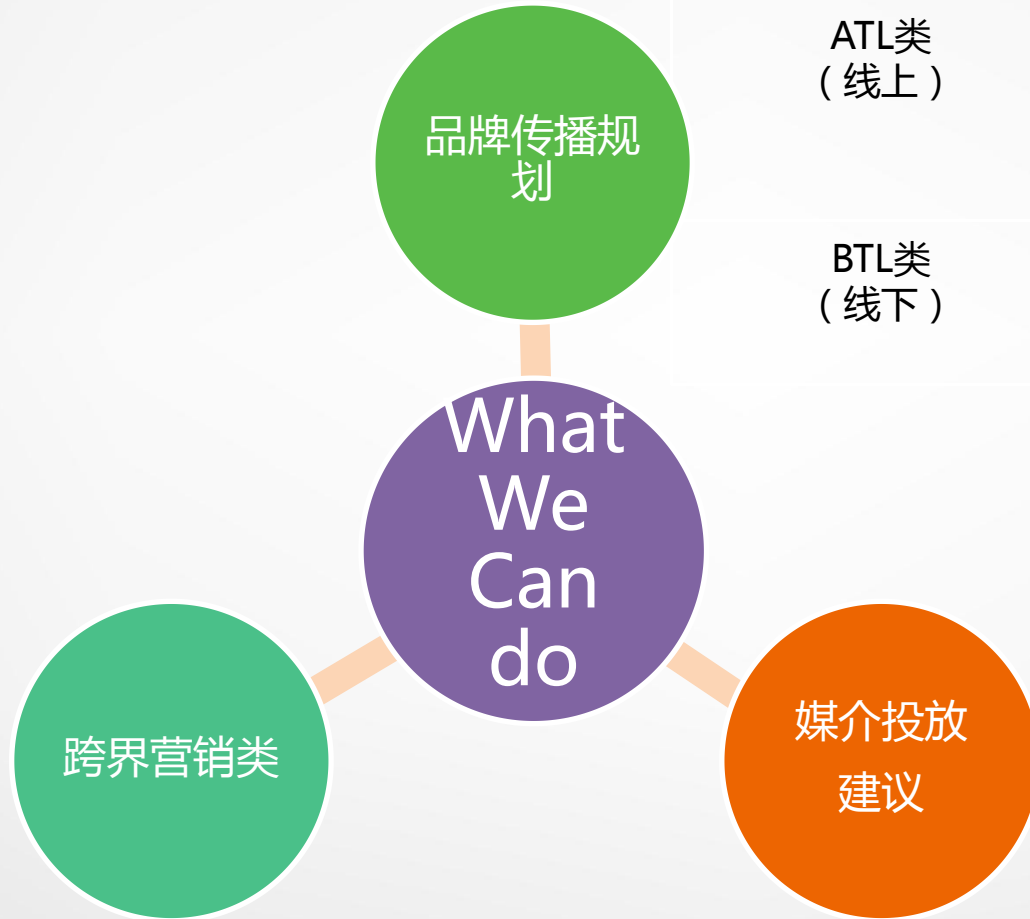 品牌传播规
划
ATL类
（线上）
BTL类
（线下）
What
We
Can
do
跨界营销类
媒介投放
建议